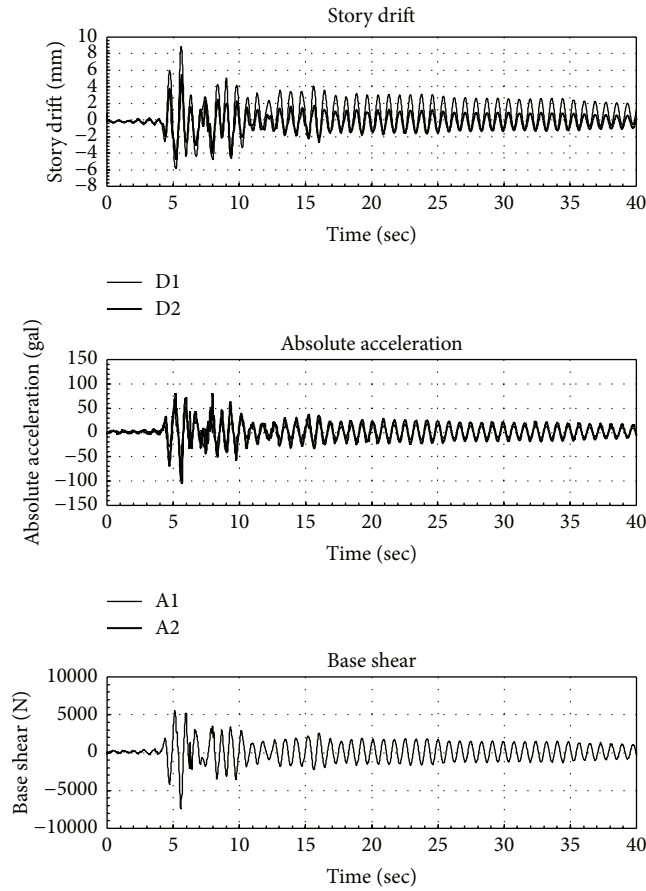 Story drift
Story drift (mm)
10
8
6
4
2
0
−2
−4
−6
−8
0 5 10 15 20 25 30 35 40
Time (sec)
D1
D2
Absolute acceleration
Absolute acceleration (gal)
150
100
50
0
−50
−100
−150
0 5 10 15 20 25 30 35 40
Time (sec)
A1
A2
Base shear
Base shear (N)
10000
5000
0
−5000
−10000
0 5 10 15 20 25 30 35 40
Time (sec)